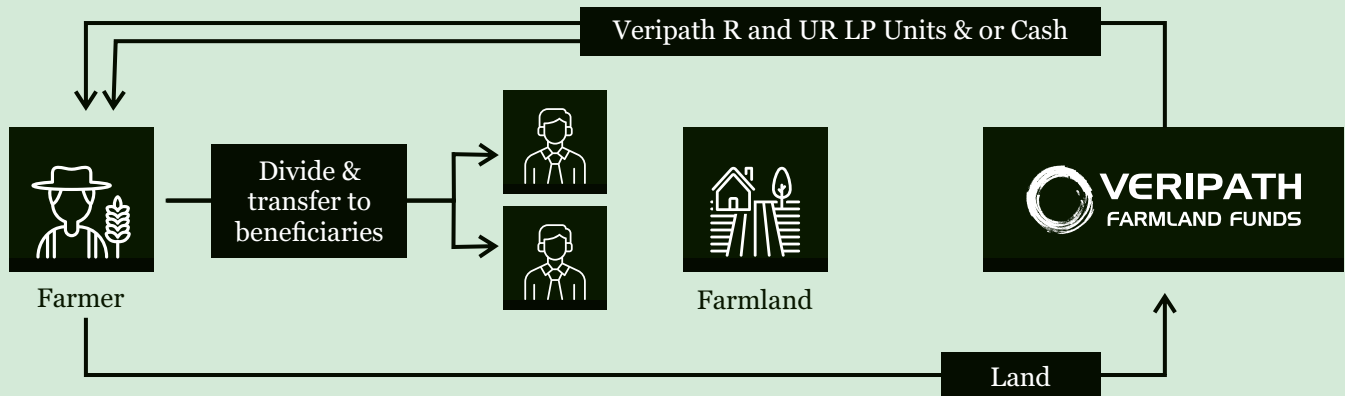 Veripath R and UR LP Units & or Cash
Divide &
transfer to
beneficiaries
VERIPATH
FARMLAND FUNDS
Farmer
Farmland
Land